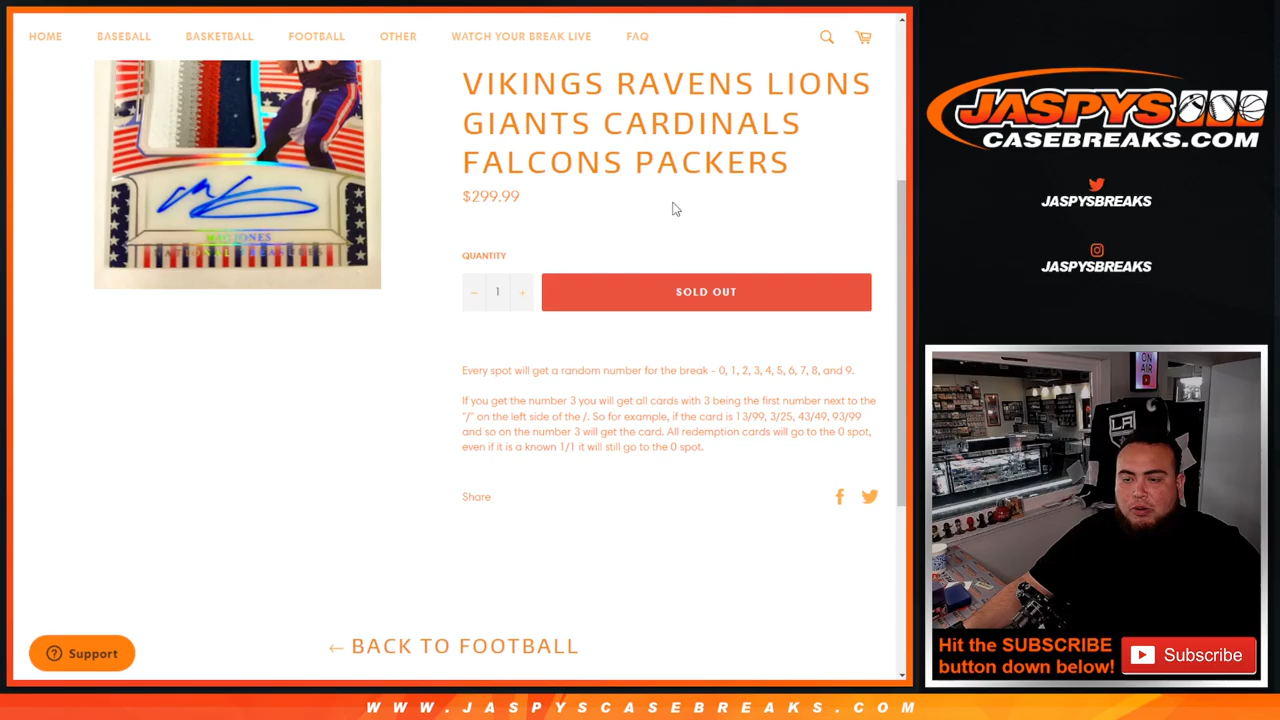 HOME BASEBALL BASKETBALL FOOTBALL OTHER WATCH YOUR BREAK LIVE FAQ
VIKINGS RAVENS LIONS
GIANTS CARDINALS
FALCONS PACKERS
$299.99
QUANTITY
− 1 +
SOLD OUT
Every spot will get a random number for the break - 0, 1, 2, 3, 4, 5, 6, 7, 8, and 9.
If you get the number 3 you will get all cards with 3 being the first number next to the
"/" on the left side of the /. So for example, if the card is 13/99, 3/25, 43/49, 93/99
and so on the number 3 will get the card. All redemption cards will go to the 0 spot,
even if it is a known 1/1 it will still go to the 0 spot.
Share
← BACK TO FOOTBALL
Support
MAC JONES
NATIONAL TREASURES
JASPYS
CASEBREAKS.COM
JASPYSBREAKS
JASPYSBREAKS
ON
AIR
LA
Hit the SUBSCRIBE
button down below!
Subscribe
WWW.JASPYSCASEBREAKS.COM